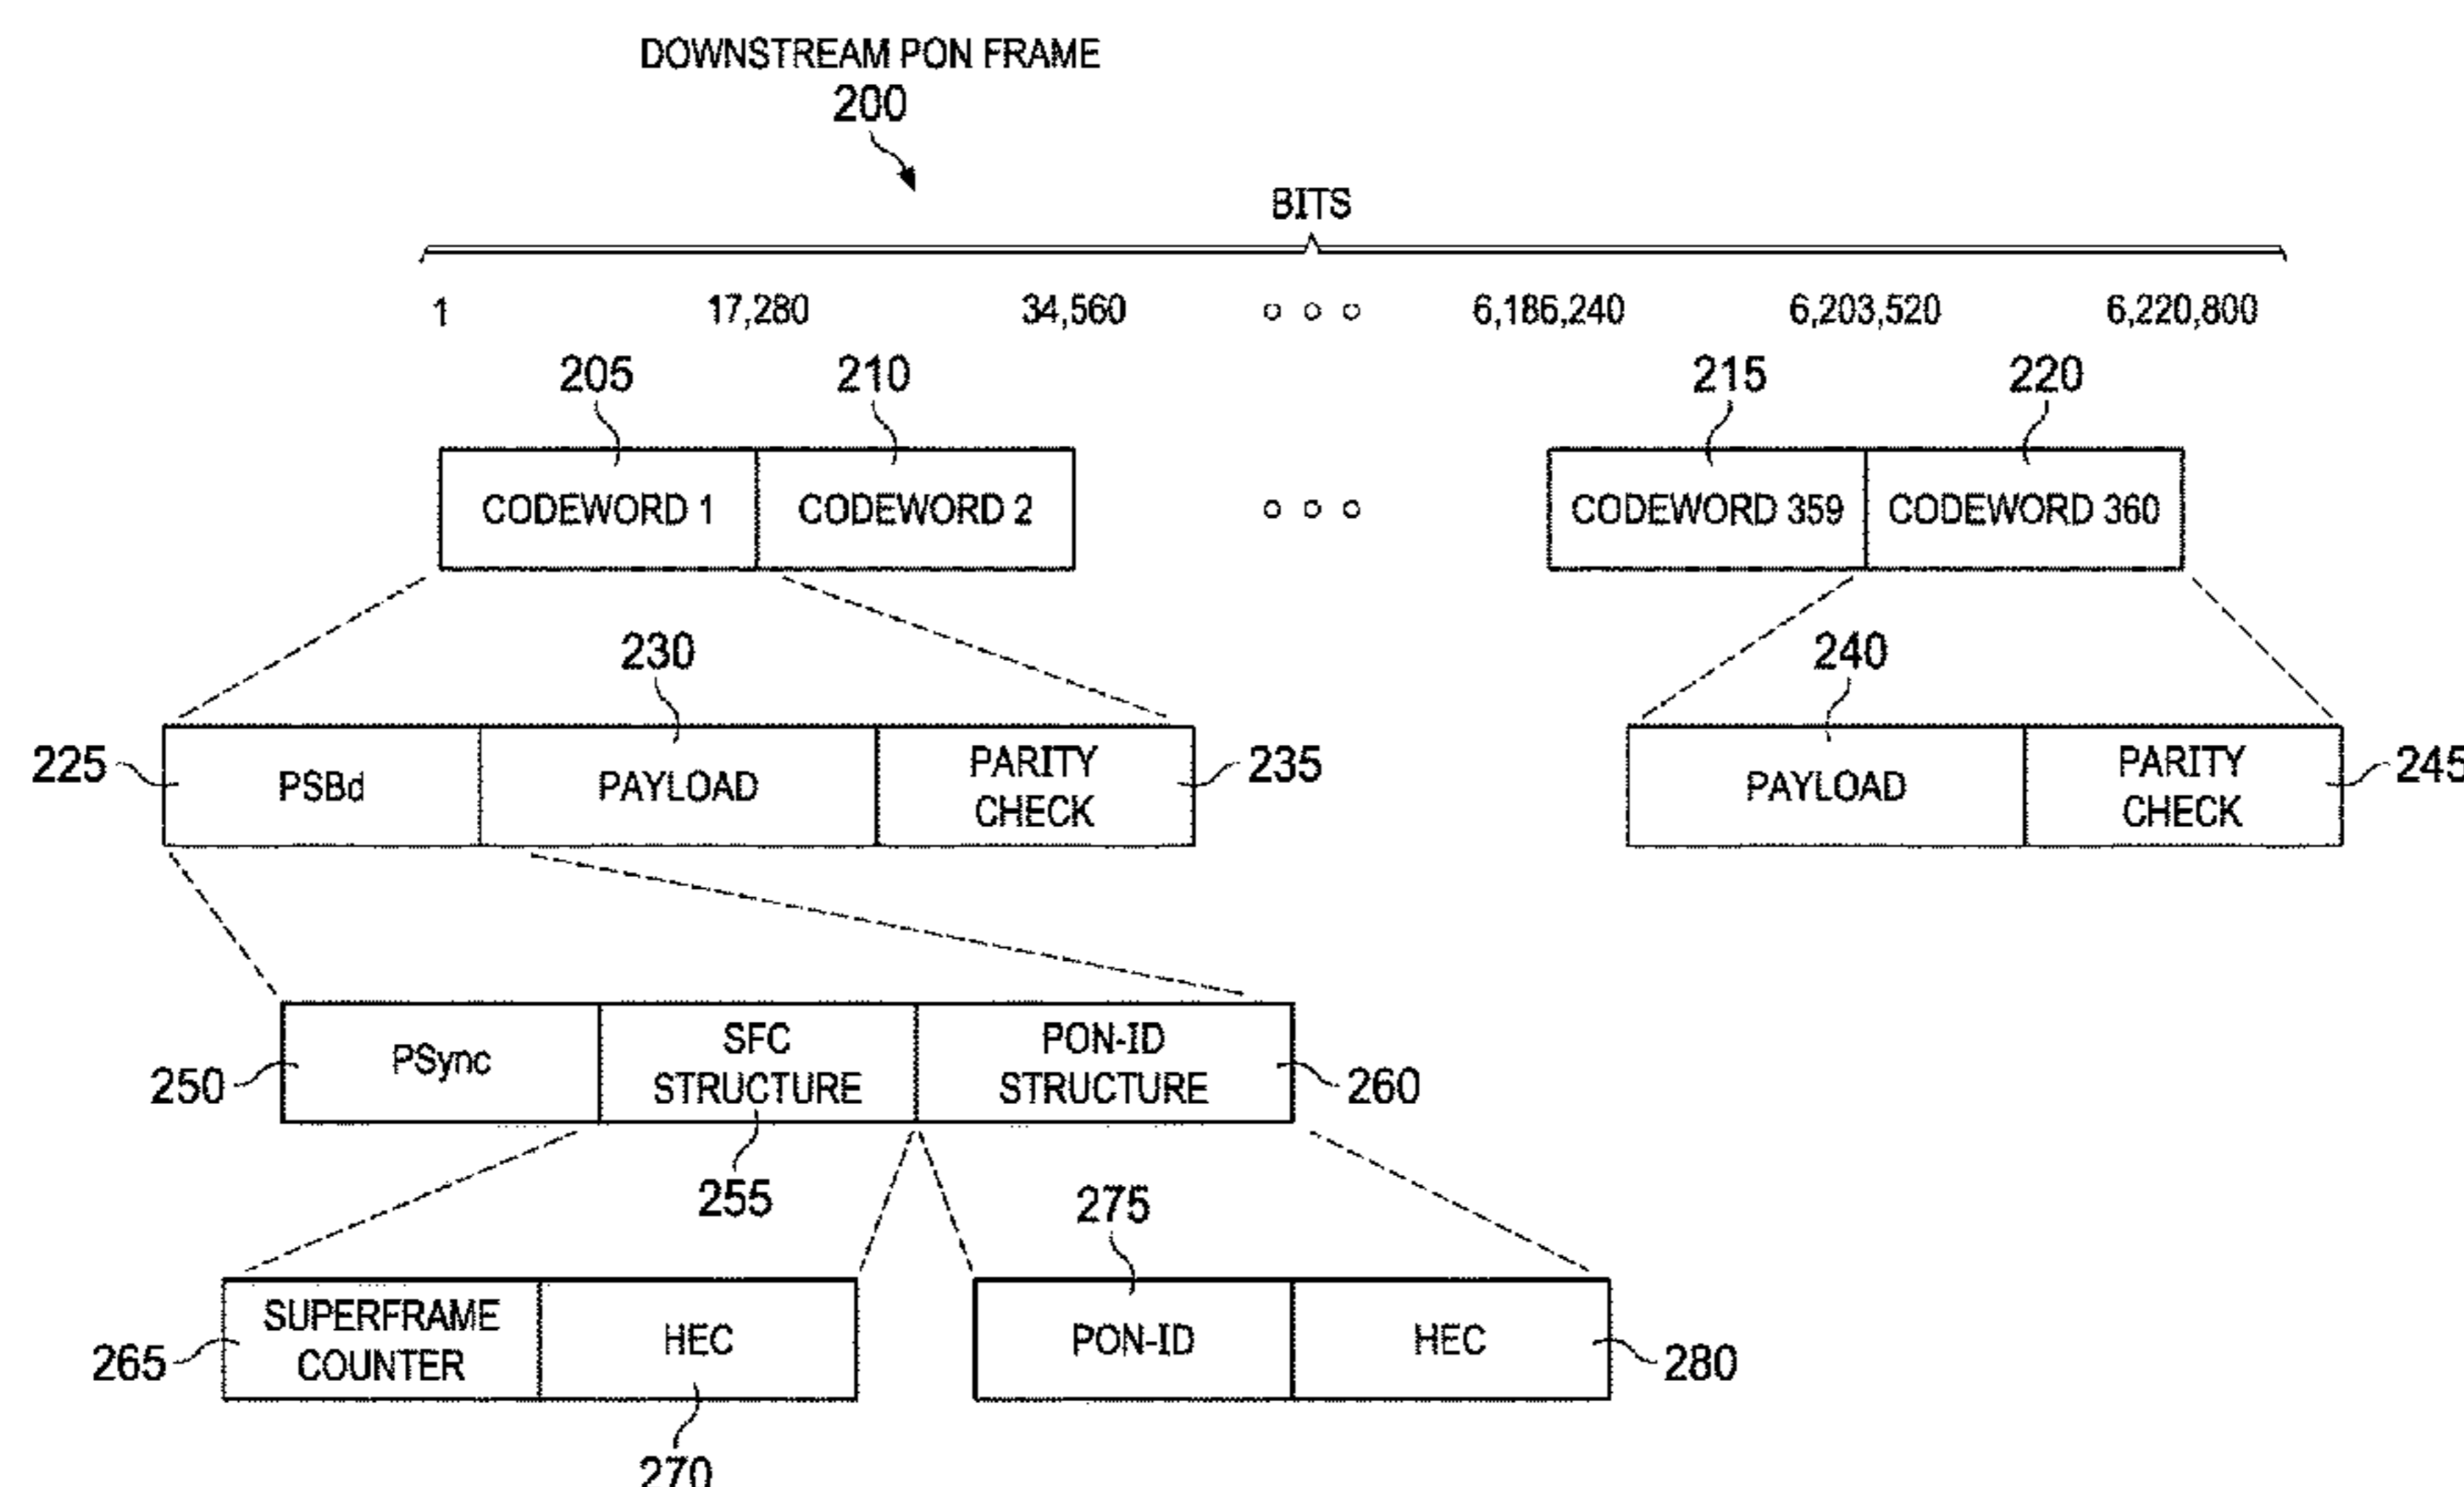 DOWNSTREAM PON FRAME
200
BITS
1 17,280 34,560 6,186,240 6,203,520 6,220,800
205 210 215 220
CODEWORD 1 CODEWORD 2 CODEWORD 359 CODEWORD 360
230 240
225 PSBd PAYLOAD PARITY CHECK 235 PAYLOAD PARITY CHECK 245
250 PSync SFC STRUCTURE PON-ID STRUCTURE 260
255 275
265 SUPERFRAME COUNTER HEC PON-ID HEC 280
270